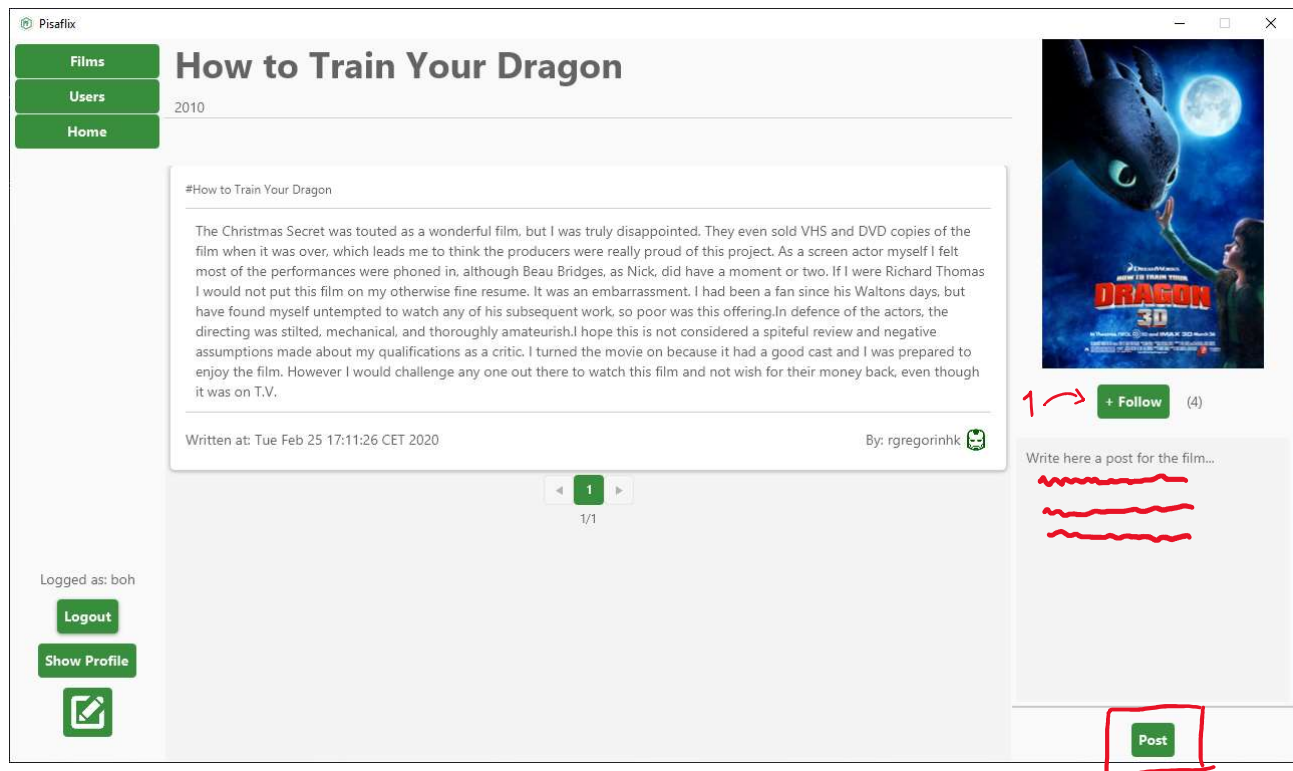 Pisaflix
Films
Users
Home
How to Train Your Dragon
2010
#How to Train Your Dragon
The Christmas Secret was touted as a wonderful film, but I was truly disappointed. They even sold VHS and DVD copies of the
film when it was over, which leads me to think the producers were really proud of this project. As a screen actor myself I felt
most of the performances were phoned in, although Beau Bridges, as Nick, did have a moment or two. If I were Richard Thomas
I would not put this film on my otherwise fine resume. It was an embarrassment. I had been a fan since his Waltons days, but
have found myself untempted to watch any of his subsequent work, so poor was this offering.In defence of the actors, the
directing was stilted, mechanical, and thoroughly amateurish.I hope this is not considered a spiteful review and negative
assumptions made about my qualifications as a critic. I turned the movie on because it had a good cast and I was prepared to
enjoy the film. However I would challenge any one out there to watch this film and not wish for their money back, even though
it was on T.V.
Written at: Tue Feb 25 17:11:26 CET 2020
By: rgregorinhk
1
1/1
Logged as: boh
Logout
Show Profile
DreamWorks
HOW TO TRAIN YOUR
DRAGON
3D
1
+ Follow (4)
Write here a post for the film...
Post